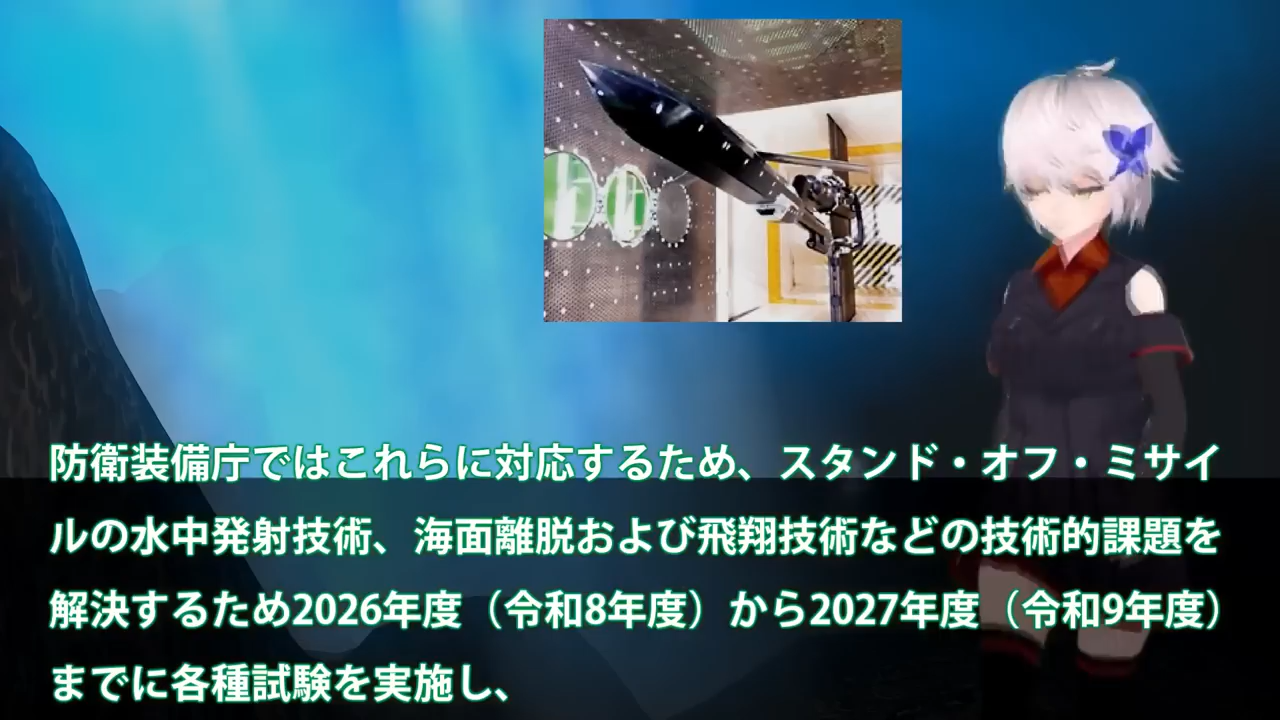 防衛装備庁ではこれらに対応するため、スタンド・オフ・ミサイ
ルの水中発射技術、海面離脱および飛翔技術などの技術的課題を
解決するため2026年度（令和8年度）から2027年度（令和9年度）
までに各種試験を実施し、